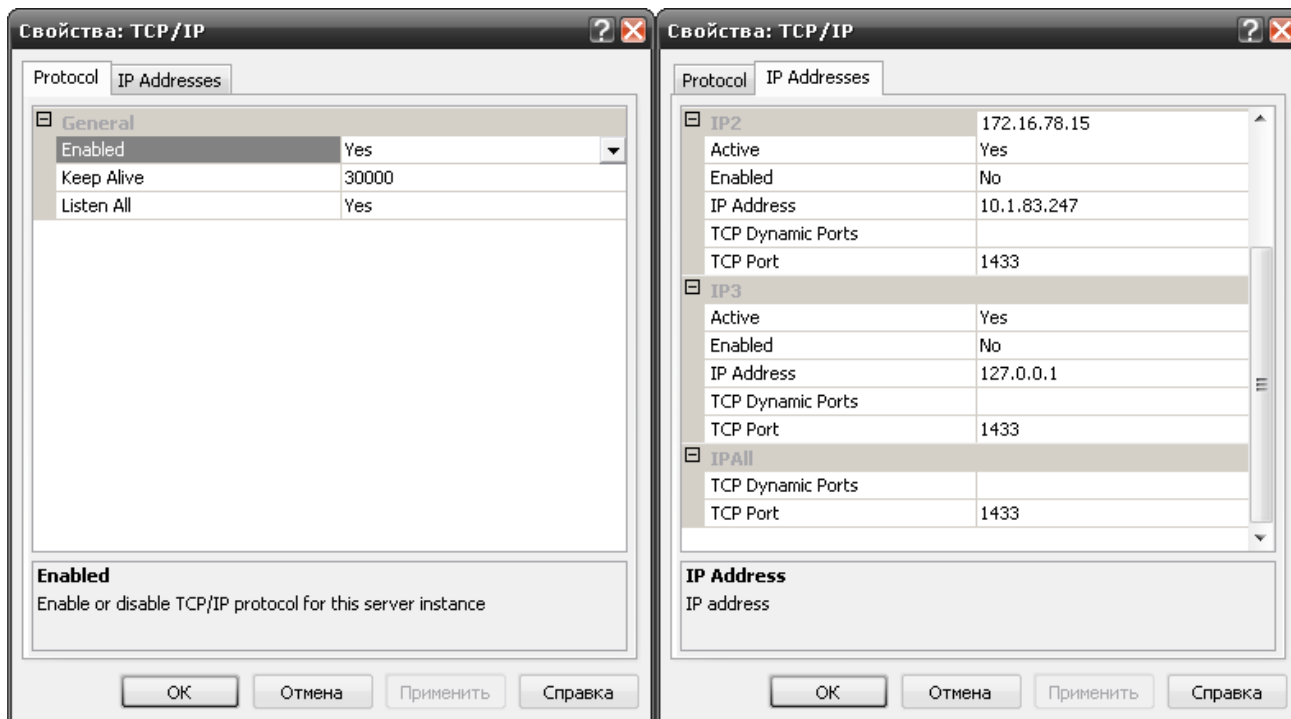 Свойства: TCP/IP
Protocol IP Addresses
General
Enabled Yes
Keep Alive 30000
Listen All Yes
Enabled
Enable or disable TCP/IP protocol for this server instance
ОК Отмена Применить Справка
Свойства: TCP/IP
Protocol IP Addresses
IP2 172.16.78.15
Active Yes
Enabled No
IP Address 10.1.83.247
TCP Dynamic Ports
TCP Port 1433
IP3
Active Yes
Enabled No
IP Address 127.0.0.1
TCP Dynamic Ports
TCP Port 1433
IPAll
TCP Dynamic Ports
TCP Port 1433
IP Address
IP address
ОК Отмена Применить Справка